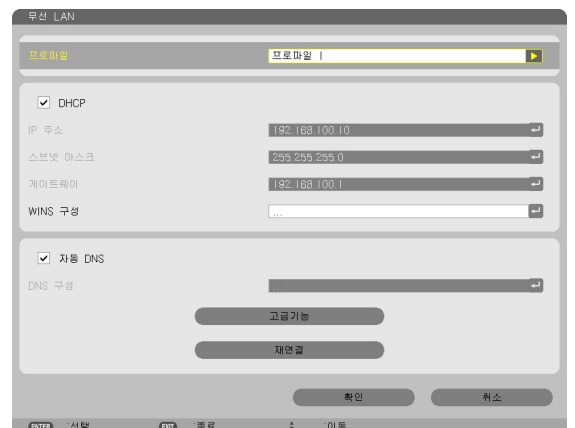 무선 LAN
프로파일 프로파일 1
DHCP
IP 주소 192.168.100.10
스브넷 마스크 255.255.255.0
게이트웨이 192.168.100.1
WINS 구성 ...
자동 DNS
DNS 구성 ...
고급기능
재연결
확인 취소
ENTER :선택 EXIT :종료 :이동